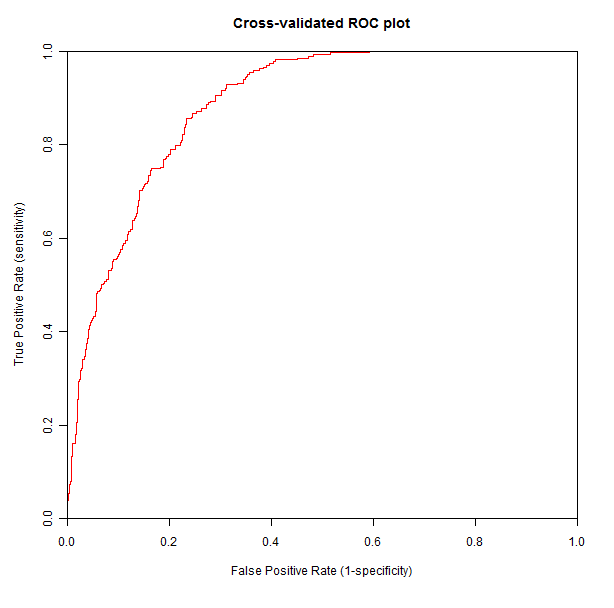 Cross-validated ROC plot
True Positive Rate (sensitivity)
1.0
0.8
0.6
0.4
0.2
0.0
0.0 0.2 0.4 0.6 0.8 1.0
False Positive Rate (1-specificity)